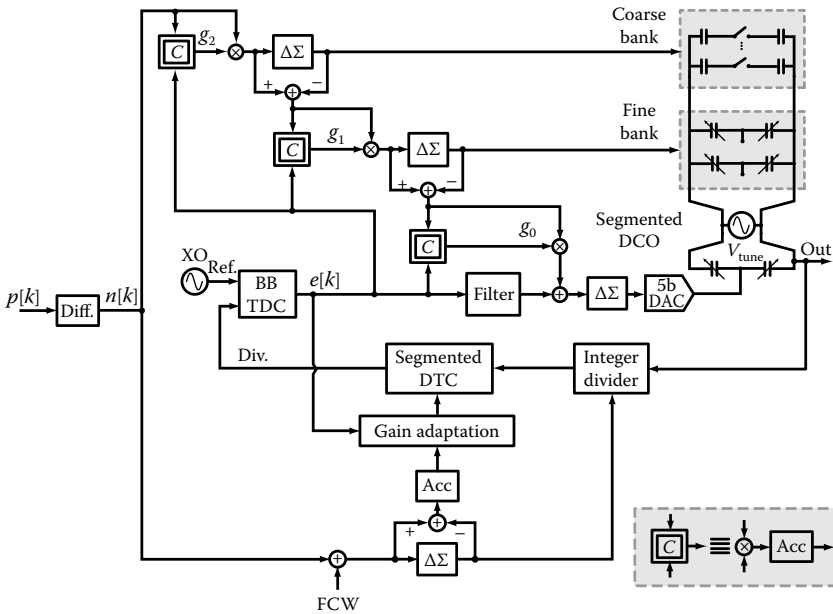 Coarse
bank
C
g2
ΔΣ
+
−
Fine
bank
C
g1
ΔΣ
+
−
Segmented
DCO
C
g0
Vtune
Out
XO
Ref.
BB
TDC
e[k]
Filter
ΔΣ
5b
DAC
p[k]
Diff.
n[k]
Div.
Segmented
DTC
Integer
divider
Gain adaptation
Acc
+
−
ΔΣ
FCW
C
Acc